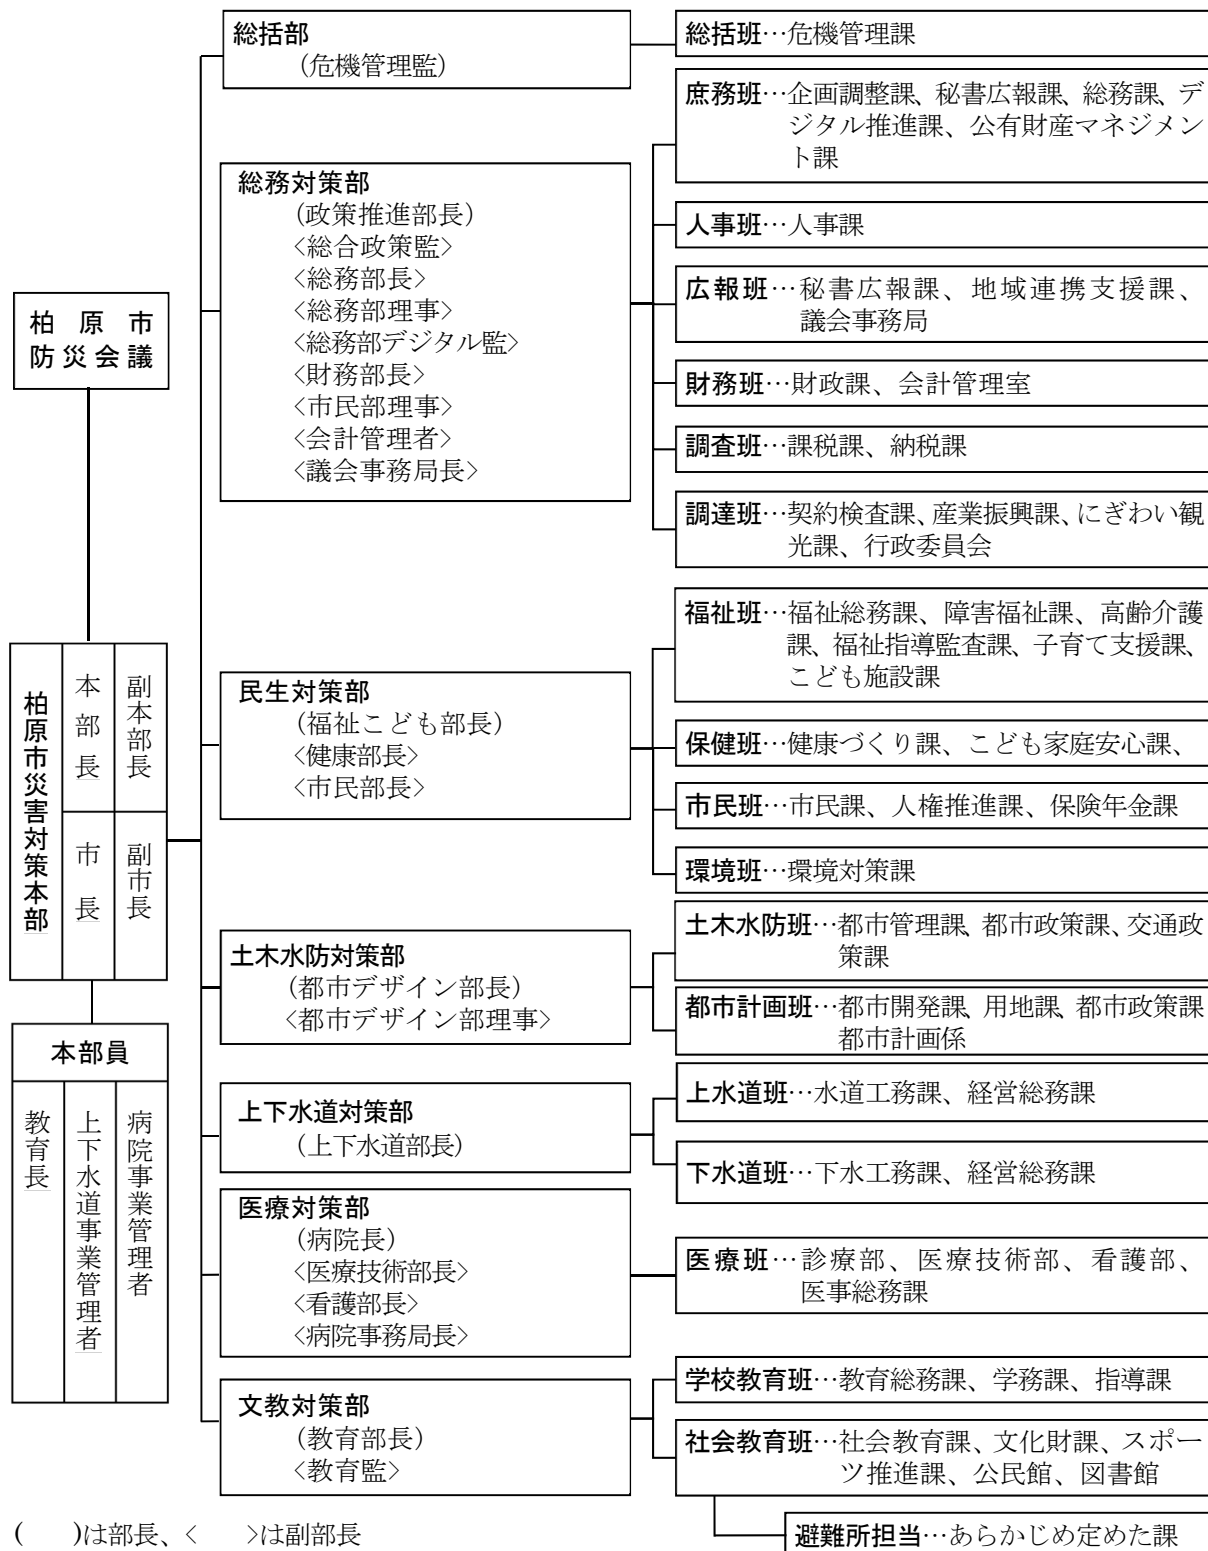 柏原市
防災会議
柏原市災害対策本部
本部長
副本部長
市長
副市長
本部員
教育長
上下水道事業管理者
病院事業管理者
総括部
(危機管理監)
総括班…危機管理課
総務対策部
(政策推進部長)
<総合政策監>
<総務部長>
<総務部理事>
<総務部デジタル監>
<財務部長>
<市民部理事>
<会計管理者>
<議会事務局長>
庶務班…企画調整課、秘書広報課、総務課、デ
ジタル推進課、公有財産マネジメン
ト課
人事班…人事課
広報班…秘書広報課、地域連携支援課、
議会事務局
財務班…財政課、会計管理室
調査班…課税課、納税課
調達班…契約検査課、産業振興課、にぎわい観
光課、行政委員会
民生対策部
(福祉こども部長)
<健康部長>
<市民部長>
福祉班…福祉総務課、障害福祉課、高齢介護
課、福祉指導監査課、子育て支援課、
こども施設課
保健班…健康づくり課、こども家庭安心課、
市民班…市民課、人権推進課、保険年金課
環境班…環境対策課
土木水防対策部
(都市デザイン部長)
<都市デザイン部理事>
土木水防班…都市管理課、都市政策課、交通政
策課
都市計画班…都市開発課、用地課、都市政策課
都市計画係
上下水道対策部
(上下水道部長)
上水道班…水道工務課、経営総務課
下水道班…下水工務課、経営総務課
医療対策部
(病院長)
<医療技術部長>
<看護部長>
<病院事務局長>
医療班…診療部、医療技術部、看護部、
医事総務課
文教対策部
(教育部長)
<教育監>
学校教育班…教育総務課、学務課、指導課
社会教育班…社会教育課、文化財課、スポー
ツ推進課、公民館、図書館
避難所担当…あらかじめ定めた課
(　　)は部長、<　　>は副部長